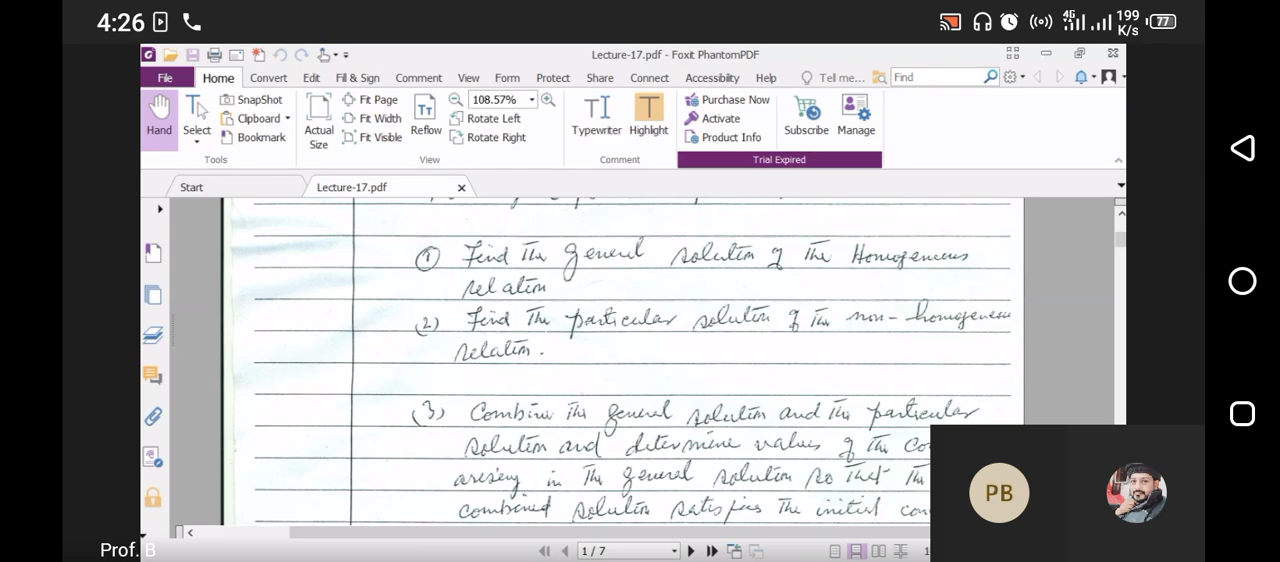 4:26
4G
199
K/s
77
Lecture-17.pdf - Foxit PhantomPDF
File Home Convert Edit Fill & Sign Comment View Form Protect Share Connect Accessibility Help Tell me... Find
Hand
Select
SnapShot
Clipboard
Bookmark
Tools
Actual
Size
Fit Page
Fit Width
Fit Visible
Reflow
108.57%
Rotate Left
Rotate Right
View
Typewriter
Highlight
Comment
Purchase Now
Activate
Product Info
Subscribe
Manage
Trial Expired
Start
Lecture-17.pdf
(1) Find the general solution of the Homogeneous
relation
(2) Find the particular solution of the non-homogeneous
relation.
(3) Combine the general solution and the particular
solution and determine values of the
arising in the general solution so that the
combined solution satisfies the initial
PB
Prof. B
1 / 7